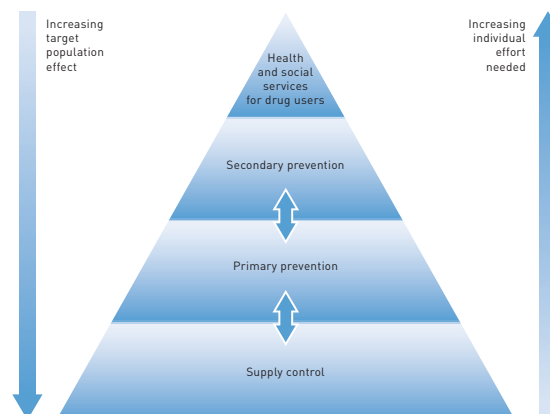 Increasing
target
population
effect
Increasing
individual
effort
needed
Health
and social
services
for drug users
Secondary prevention
Primary prevention
Supply control